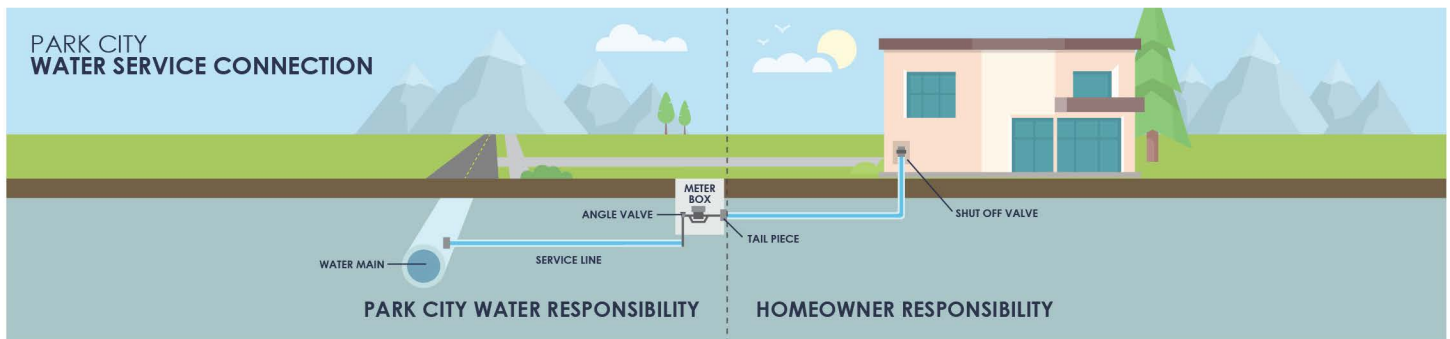 PARK CITY
WATER SERVICE CONNECTION
METER
BOX
ANGLE VALVE
SHUT OFF VALVE
TAIL PIECE
SERVICE LINE
WATER MAIN
PARK CITY WATER RESPONSIBILITY
HOMEOWNER RESPONSIBILITY